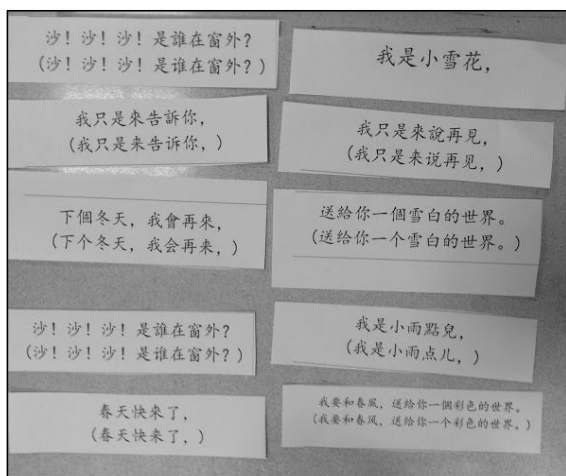 沙！沙！沙！是誰在窗外？
(沙！沙！沙！是谁在窗外？)
我是小雪花，
我只是來告訴你，
(我只是来告诉你，)
我只是來說再見，
(我只是来说再见，)
下個冬天，我會再來，
(下个冬天，我会再来，)
送給你一個雪白的世界。
(送给你一个雪白的世界。)
沙！沙！沙！是誰在窗外？
(沙！沙！沙！是谁在窗外？)
我是小雨點兒，
(我是小雨点儿，)
春天快來了，
(春天快来了，)
我要和春風，送給你一個彩色的世界。
(我要和春风，送给你一个彩色的世界。)